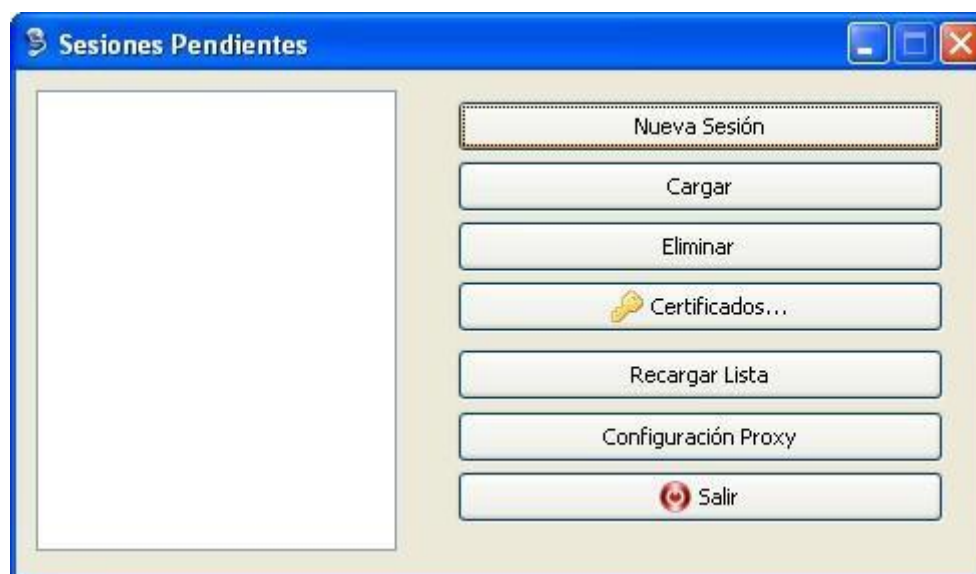 Sesiones Pendientes
Nueva Sesión
Cargar
Eliminar
Certificados...
Recargar Lista
Configuración Proxy
Salir